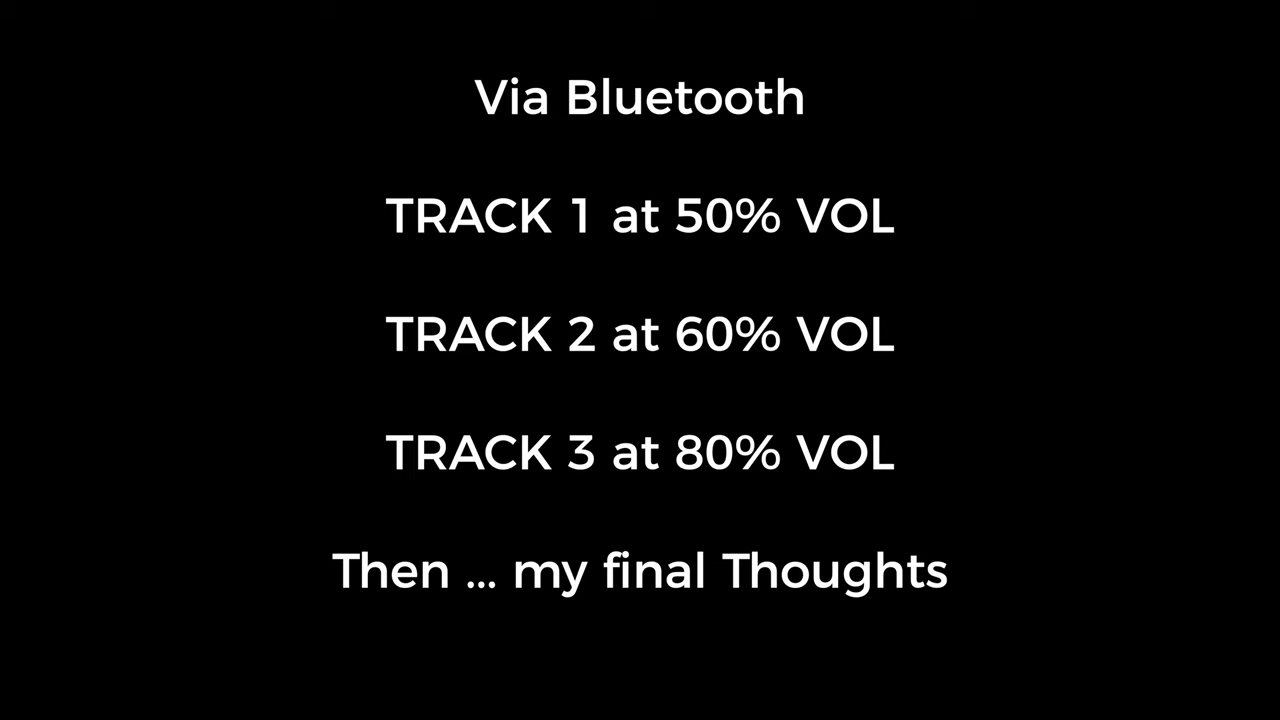 Via Bluetooth
TRACK 1 at 50% VOL
TRACK 2 at 60% VOL
TRACK 3 at 80% VOL
Then ... my final Thoughts